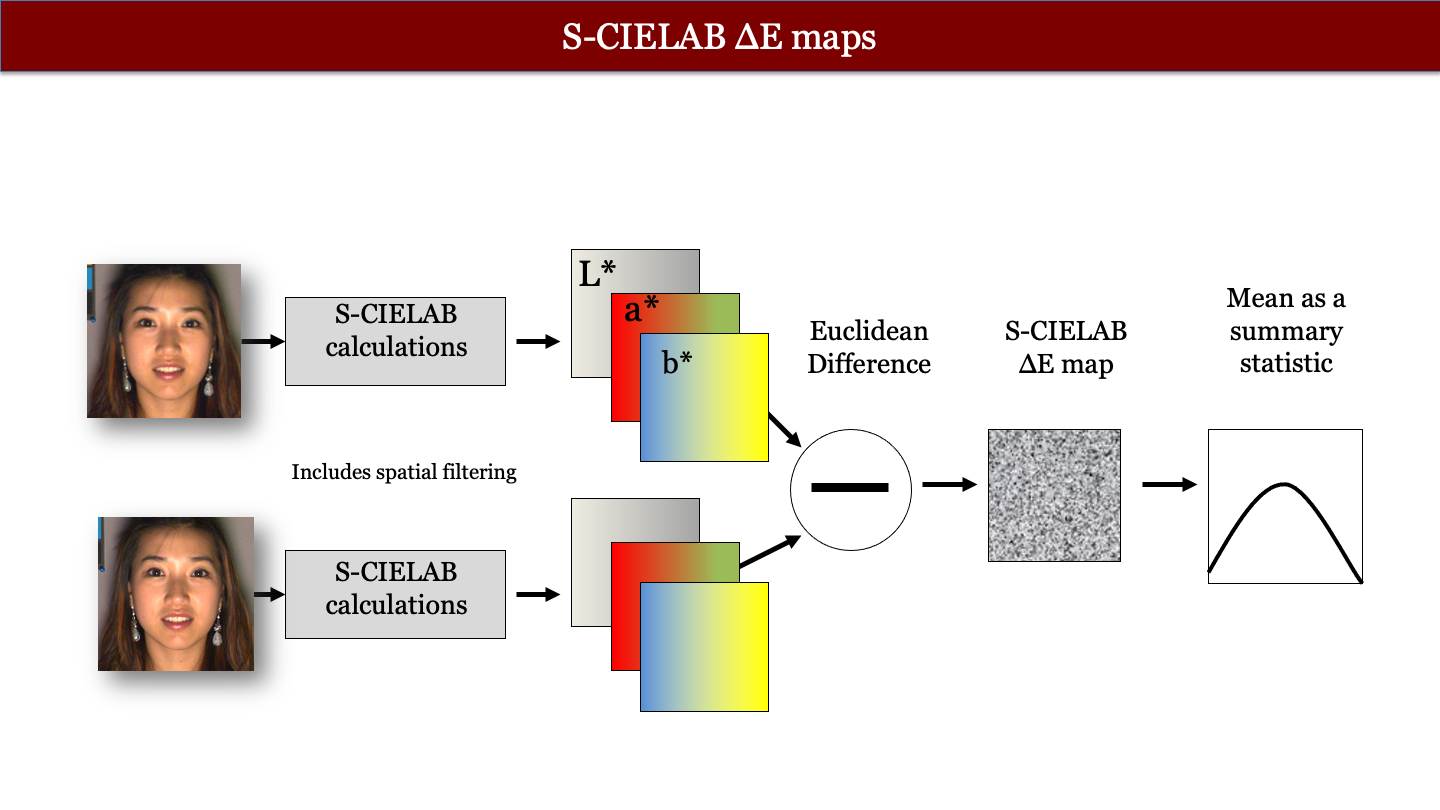 S-CIELAB ΔE maps
L*
a*
b*
S-CIELAB
calculations
Euclidean
Difference
S-CIELAB
ΔE map
Mean as a
summary
statistic
Includes spatial filtering
S-CIELAB
calculations